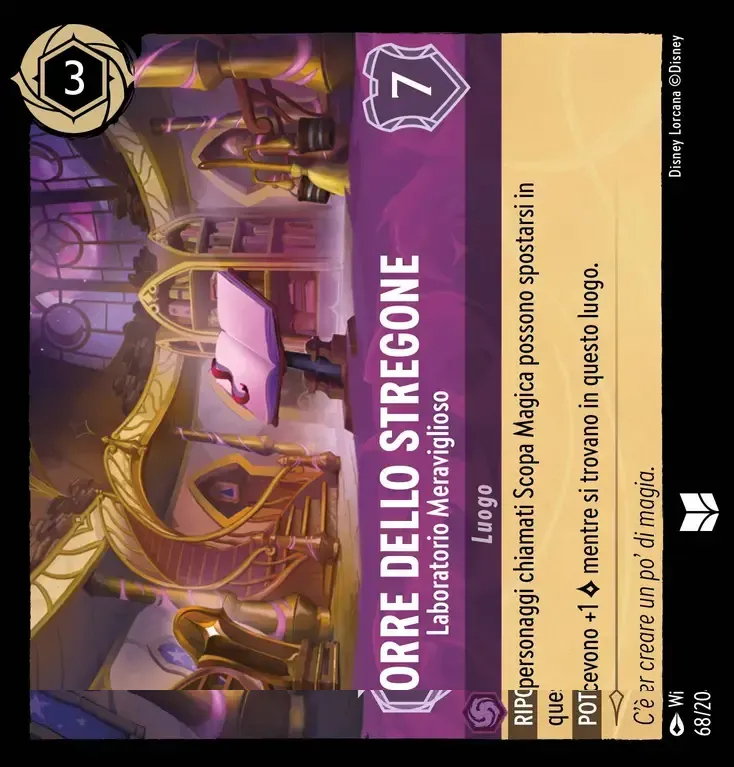 3
7
ORRE DELLO STREGONE
Laboratorio Meraviglioso
Luogo
RIPO personaggi chiamati Scopa Magica possono spostarsi in
que
POT cevono +1 mentre si trovano in questo luogo.
C'è er creare un po' di magia.
Wi
68/20
Disney Lorcana ©Disney